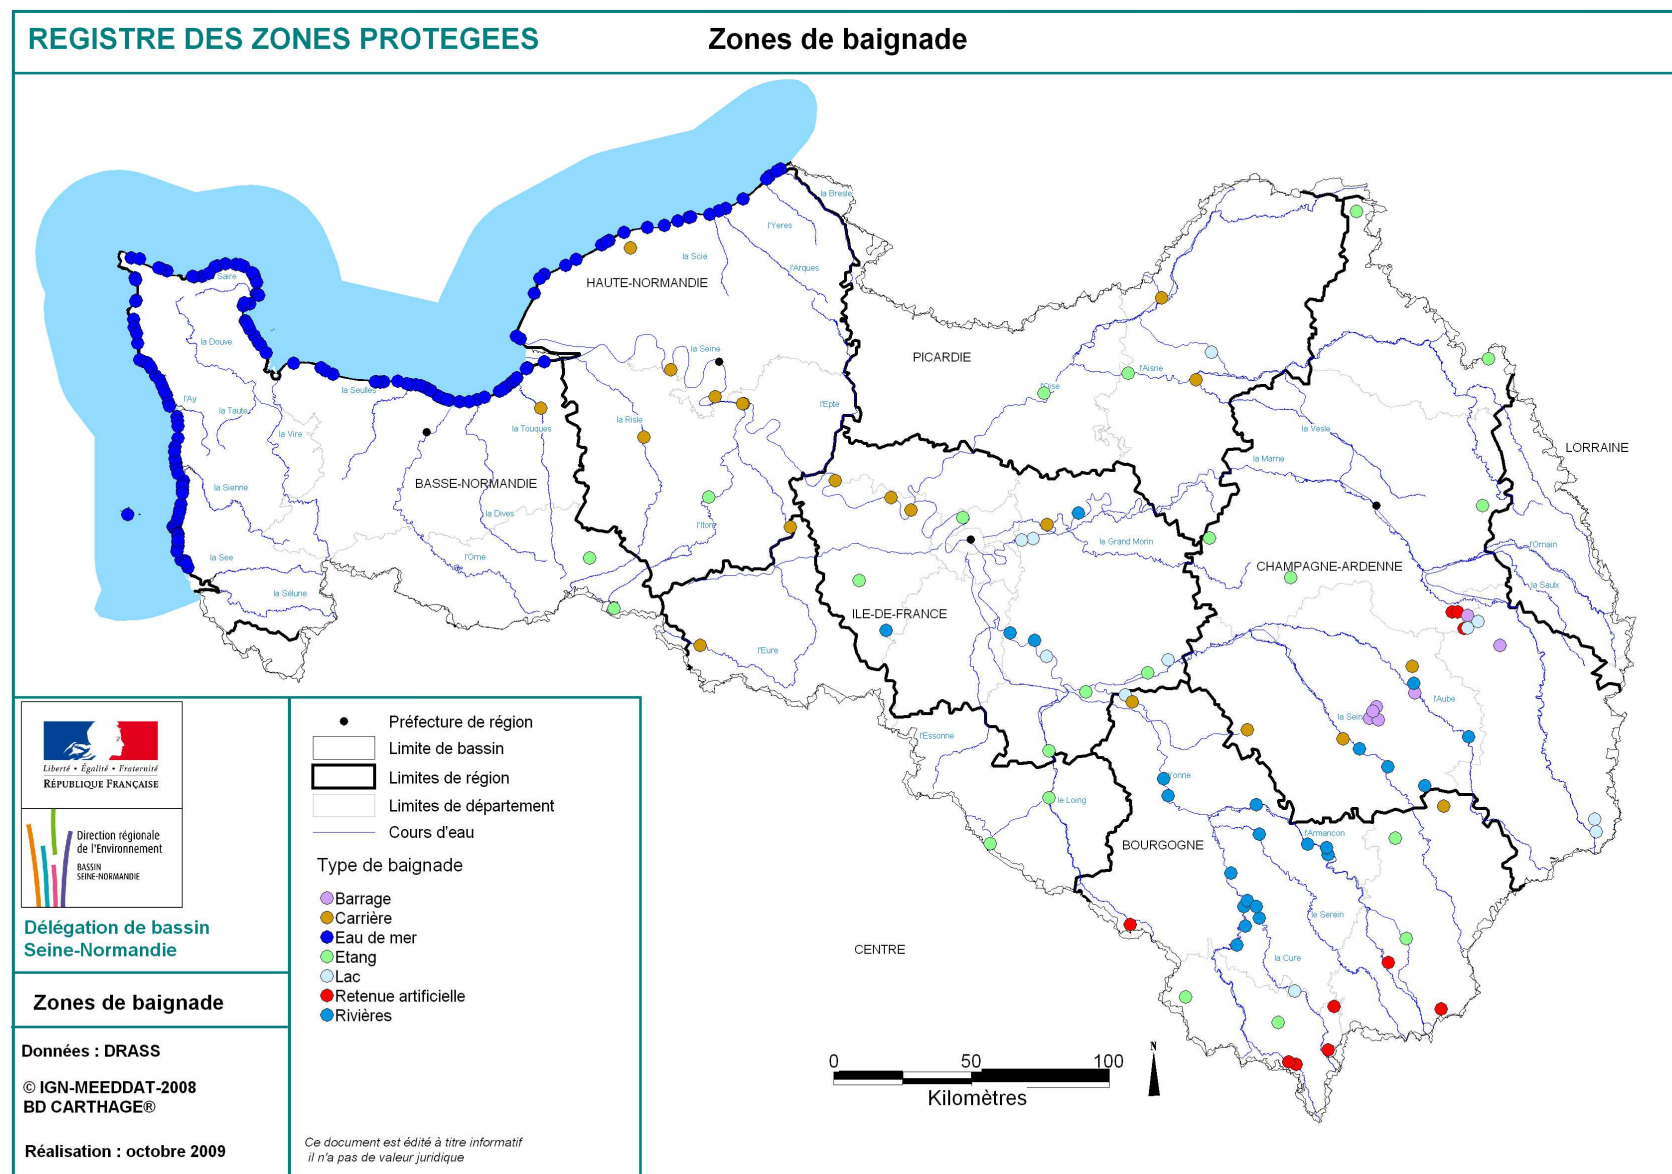 REGISTRE DES ZONES PROTEGEES
Zones de baignade
la Bresle
l'Yeres
la Scie
l'Arques
HAUTE-NORMANDIE
Saire
la Douve
la Seine
PICARDIE
l'Aisne
l'Oise
la Seulles
l'Ay
la Taute
la Vire
la Touques
la Risle
l'Epte
la Vesle
la Marne
LORRAINE
BASSE-NORMANDIE
la Sienne
la Dives
l'Iton
le Grand Morin
l'Ornain
la See
l'Orne
CHAMPAGNE-ARDENNE
la Saulx
la Sélune
ILE-DE-FRANCE
l'Eure
l'Aube
la Sein
l'Essonne
Yonne
le Loing
l'Armancon
BOURGOGNE
le Serein
CENTRE
la Cure
0 50 100
Kilomètres
N
Liberté • Égalité • Fraternité
RÉPUBLIQUE FRANÇAISE
Direction régionale
de l'Environnement
BASSIN
SEINE-NORMANDIE
Délégation de bassin
Seine-Normandie
Zones de baignade
Données : DRASS
© IGN-MEEDDAT-2008
BD CARTHAGE®
Réalisation : octobre 2009
Préfecture de région
Limite de bassin
Limites de région
Limites de département
Cours d'eau
Type de baignade
Barrage
Carrière
Eau de mer
Etang
Lac
Retenue artificielle
Rivières
Ce document est édité à titre informatif
il n'a pas de valeur juridique